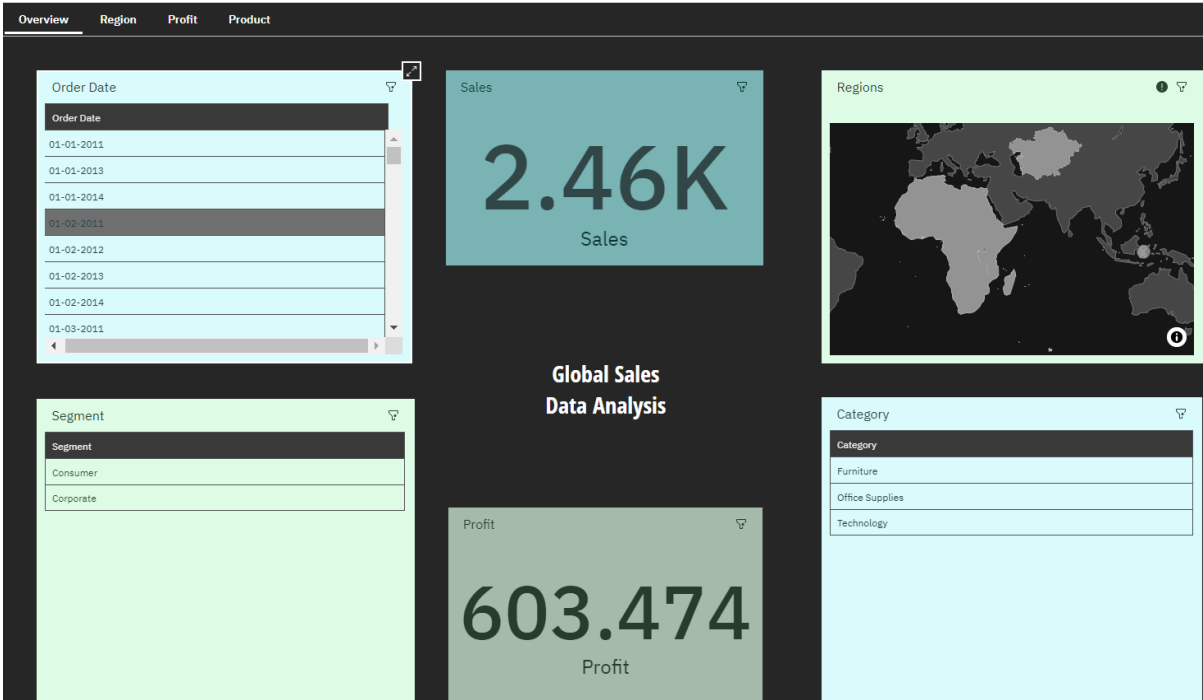 Overview Region Profit Product
Order Date
Order Date
01-01-2011
01-01-2013
01-01-2014
01-02-2011
01-02-2012
01-02-2013
01-02-2014
01-03-2011
Sales
2.46K
Sales
Regions
Global Sales
Data Analysis
Segment
Segment
Consumer
Corporate
Profit
603.474
Profit
Category
Category
Furniture
Office Supplies
Technology